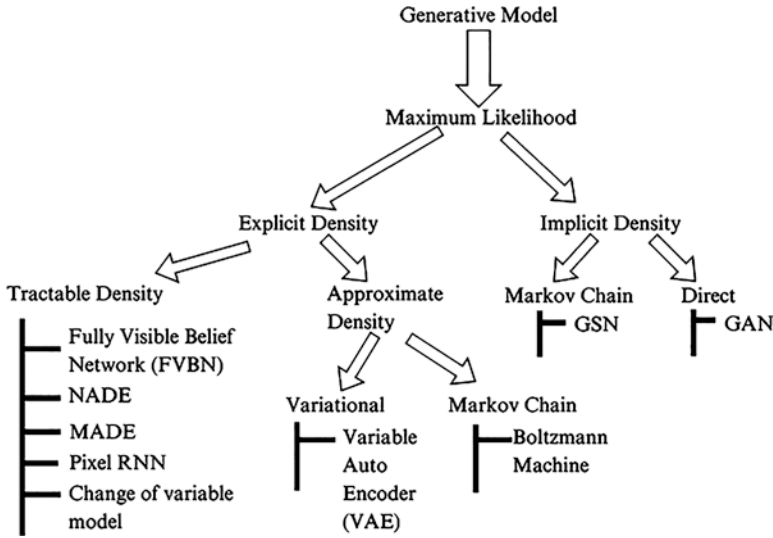 Generative Model
Maximum Likelihood
Explicit Density
Implicit Density
Tractable Density
Fully Visible Belief
Network (FVBN)
NADE
MADE
Pixel RNN
Change of variable
model
Approximate
Density
Variational
Variable
Auto
Encoder
(VAE)
Markov Chain
Boltzmann
Machine
Markov Chain
GSN
Direct
GAN